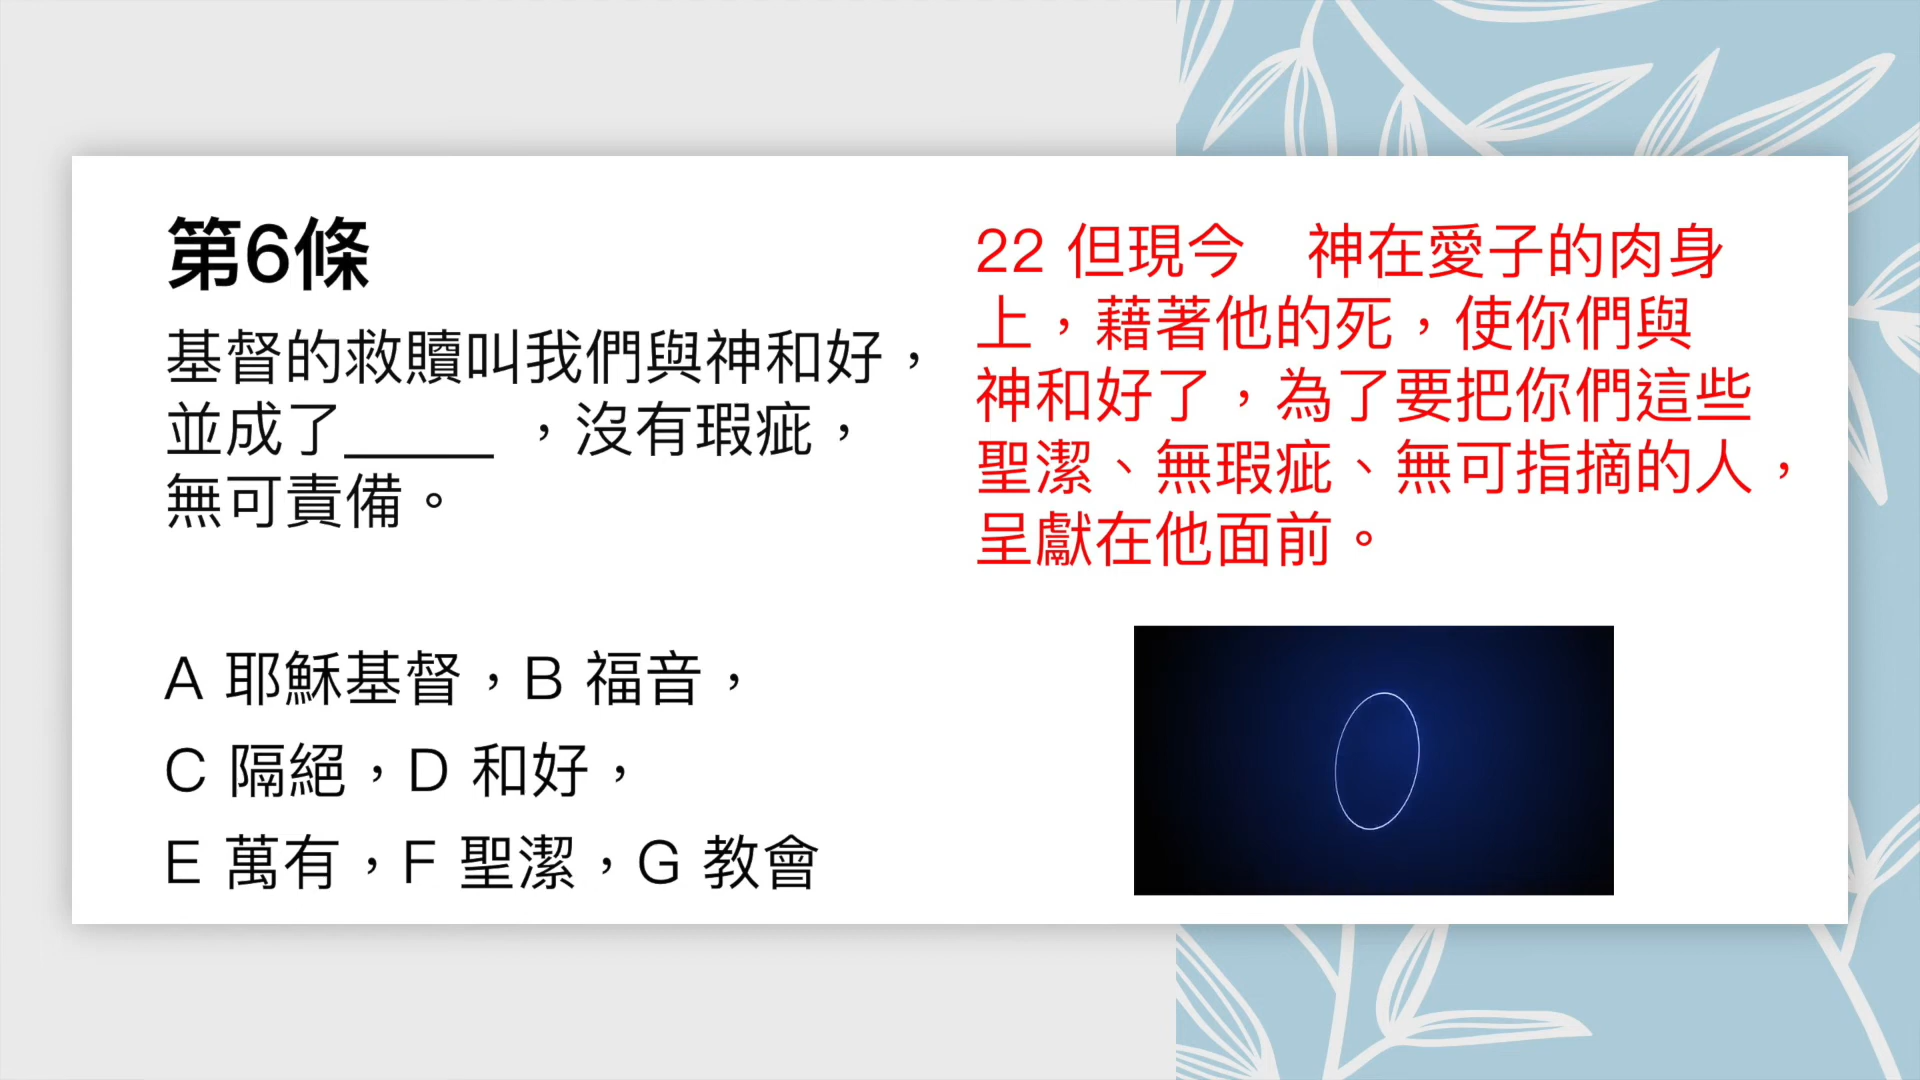 第6條
基督的救贖叫我們與神和好，
並成了_____ ，沒有瑕疵，
無可責備。
A 耶穌基督，B 福音，
C 隔絕，D 和好，
E 萬有，F 聖潔，G 教會
22 但現今　神在愛子的肉身
上，藉著他的死，使你們與
神和好了，為了要把你們這些
聖潔、無瑕疵、無可指摘的人，
呈獻在他面前。